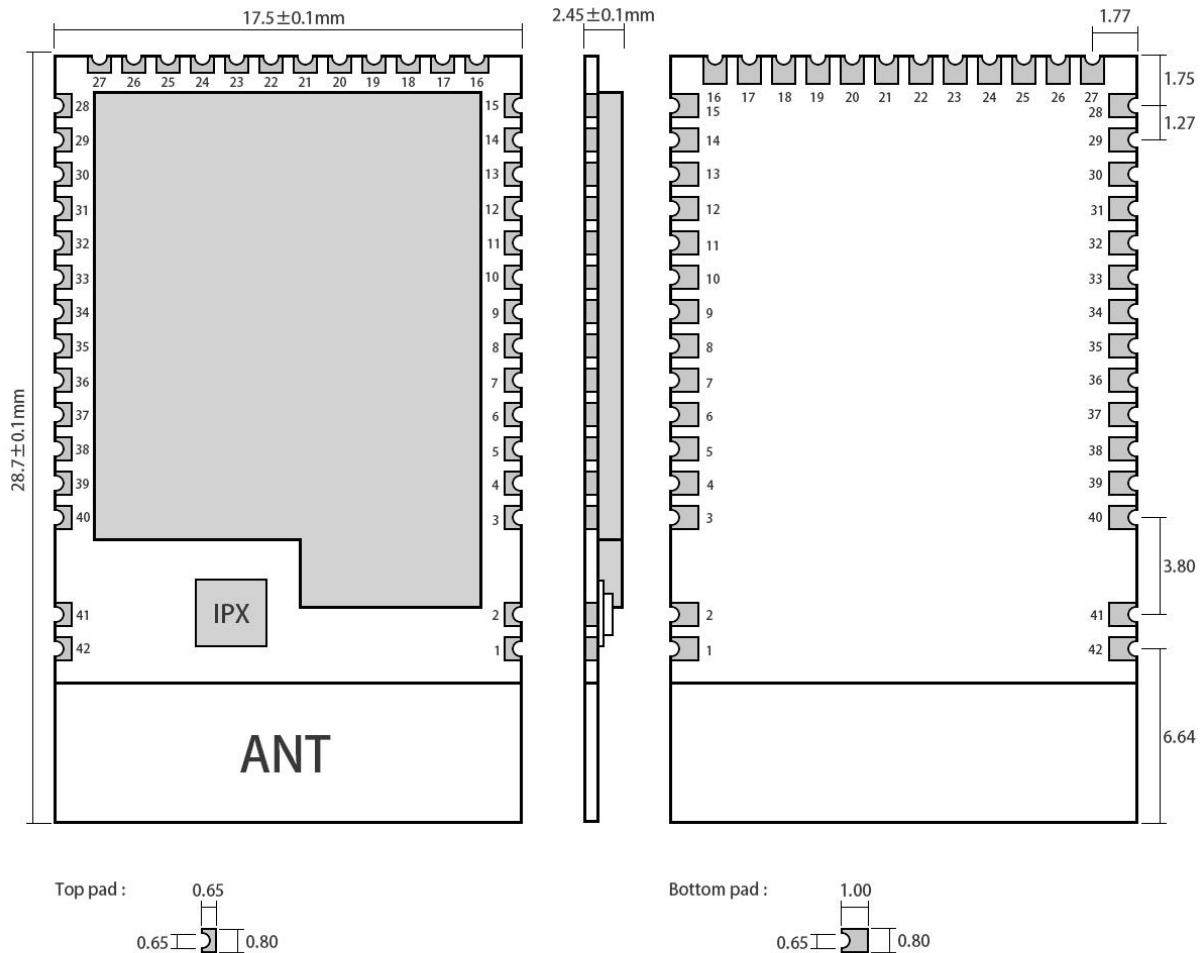 17.5±0.1mm
2.45±0.1mm
1.77
27 26 25 24 23 22 21 20 19 18 17 16
16 17 18 19 20 21 22 23 24 25 26 27
1.75
28 15 15 28
1.27
29 14 14 29
30 13 13 30
31 12 12 31
32 11 11 32
33 10 10 33
34 9 9 34
35 8 8 35
36 7 7 36
37 6 6 37
28.7±0.1mm
38 5 5 38
39 4 4 39
40 3 3 40
3.80
IPX
41 2 2 41
42 1 1 42
6.64
ANT
Top pad :
0.65
0.65
0.80
Bottom pad :
1.00
0.65
0.80